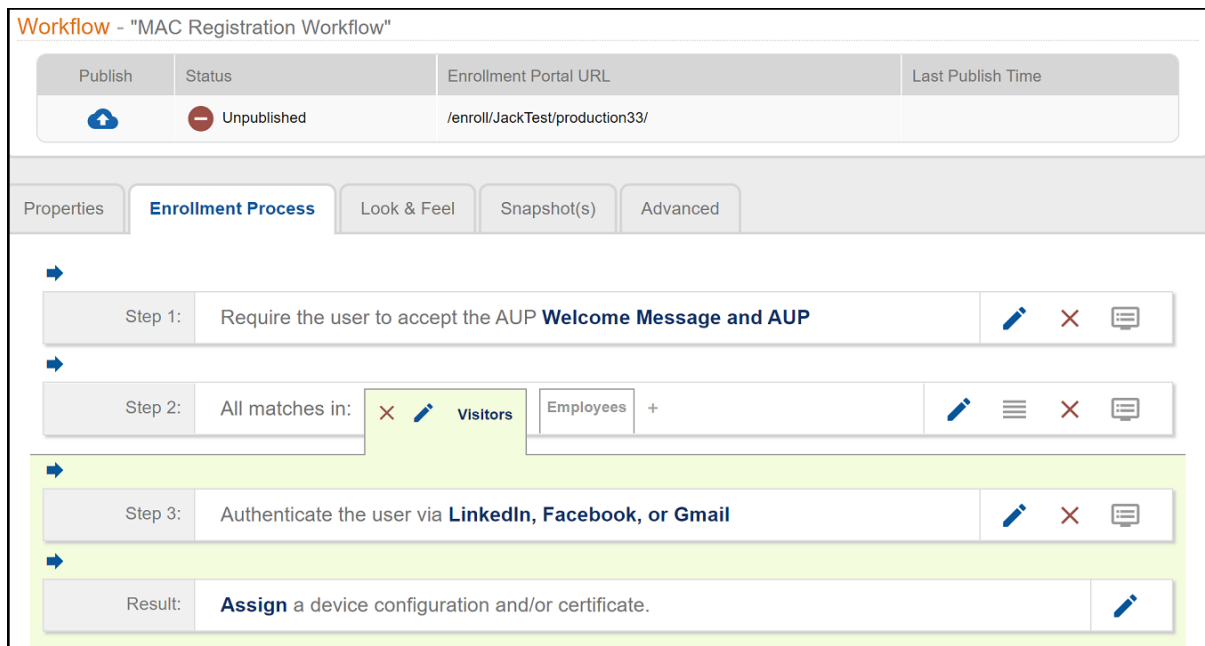 Workflow - "MAC Registration Workflow"
Publish Status Enrollment Portal URL Last Publish Time
Unpublished /enroll/JackTest/production33/
Properties Enrollment Process Look & Feel Snapshot(s) Advanced
Step 1: Require the user to accept the AUP Welcome Message and AUP
Step 2: All matches in: Visitors Employees +
Step 3: Authenticate the user via LinkedIn, Facebook, or Gmail
Result: Assign a device configuration and/or certificate.